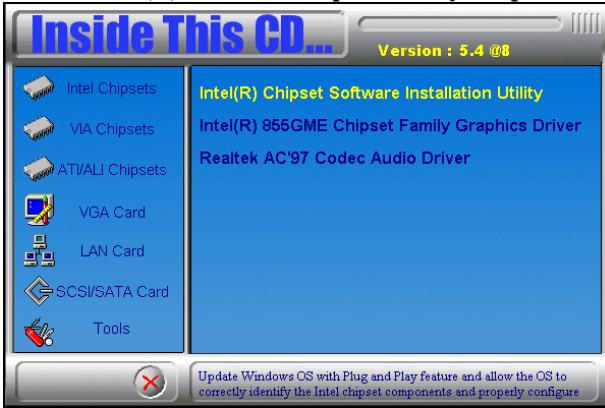 Inside This CD...
Version : 5.4 @8
Intel Chipsets
VIA Chipsets
ATI/ALI Chipsets
VGA Card
LAN Card
SCSI/SATA Card
Tools
Intel(R) Chipset Software Installation Utility
Intel(R) 855GME Chipset Family Graphics Driver
Realtek AC'97 Codec Audio Driver
Update Windows OS with Plug and Play feature and allow the OS to
correctly identify the Intel chipset components and properly configure